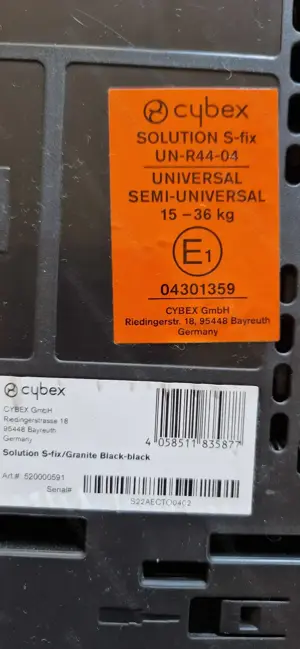 cybex
SOLUTION S-fix
UN-R44-04
UNIVERSAL
SEMI-UNIVERSAL
15 – 36 kg
E1
04301359
CYBEX GmbH
Riedingerstr. 18, 95448 Bayreuth
Germany
cybex
CYBEX GmbH
Riedingerstrasse 18
95448 Bayreuth
Germany
4 058511 835877
Solution S-fix/Granite Black-black
Art.#: 520000591
Serial#